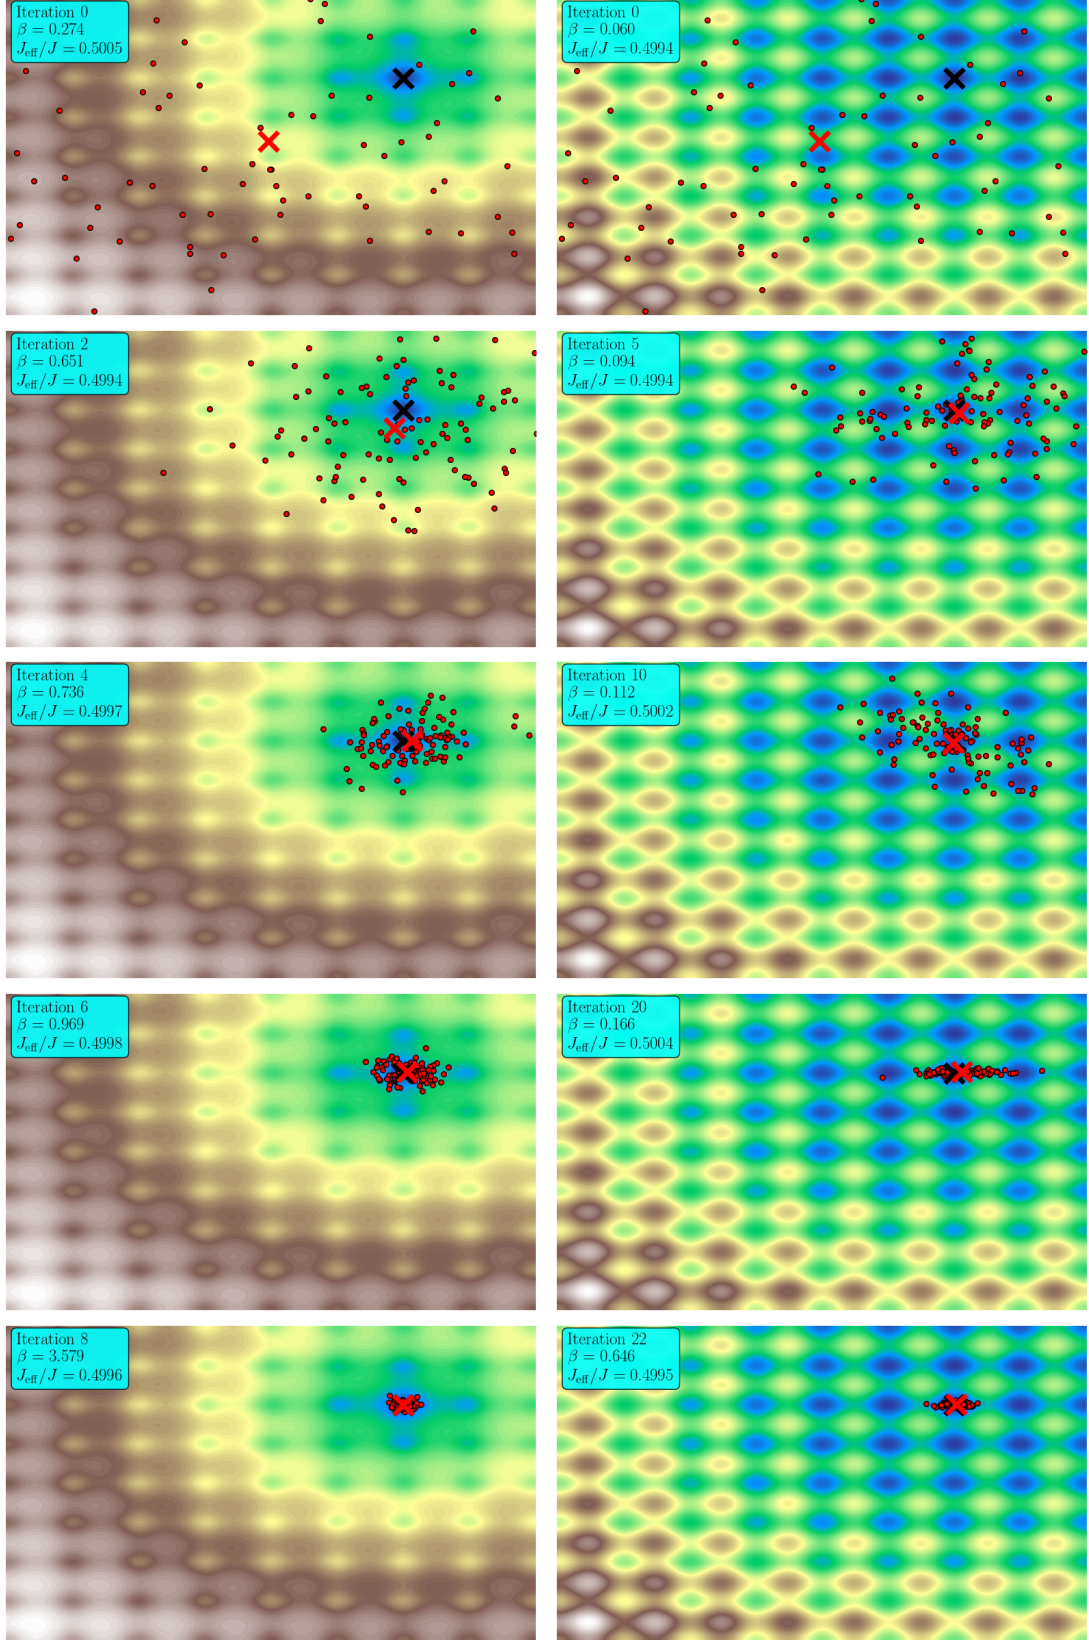 Iteration 0
β = 0.274
J_eff/J = 0.5005
Iteration 0
β = 0.060
J_eff/J = 0.4994
Iteration 2
β = 0.651
J_eff/J = 0.4994
Iteration 5
β = 0.094
J_eff/J = 0.4994
Iteration 4
β = 0.736
J_eff/J = 0.4997
Iteration 10
β = 0.112
J_eff/J = 0.5002
Iteration 6
β = 0.969
J_eff/J = 0.4998
Iteration 20
β = 0.166
J_eff/J = 0.5004
Iteration 8
β = 3.579
J_eff/J = 0.4996
Iteration 22
β = 0.646
J_eff/J = 0.4995